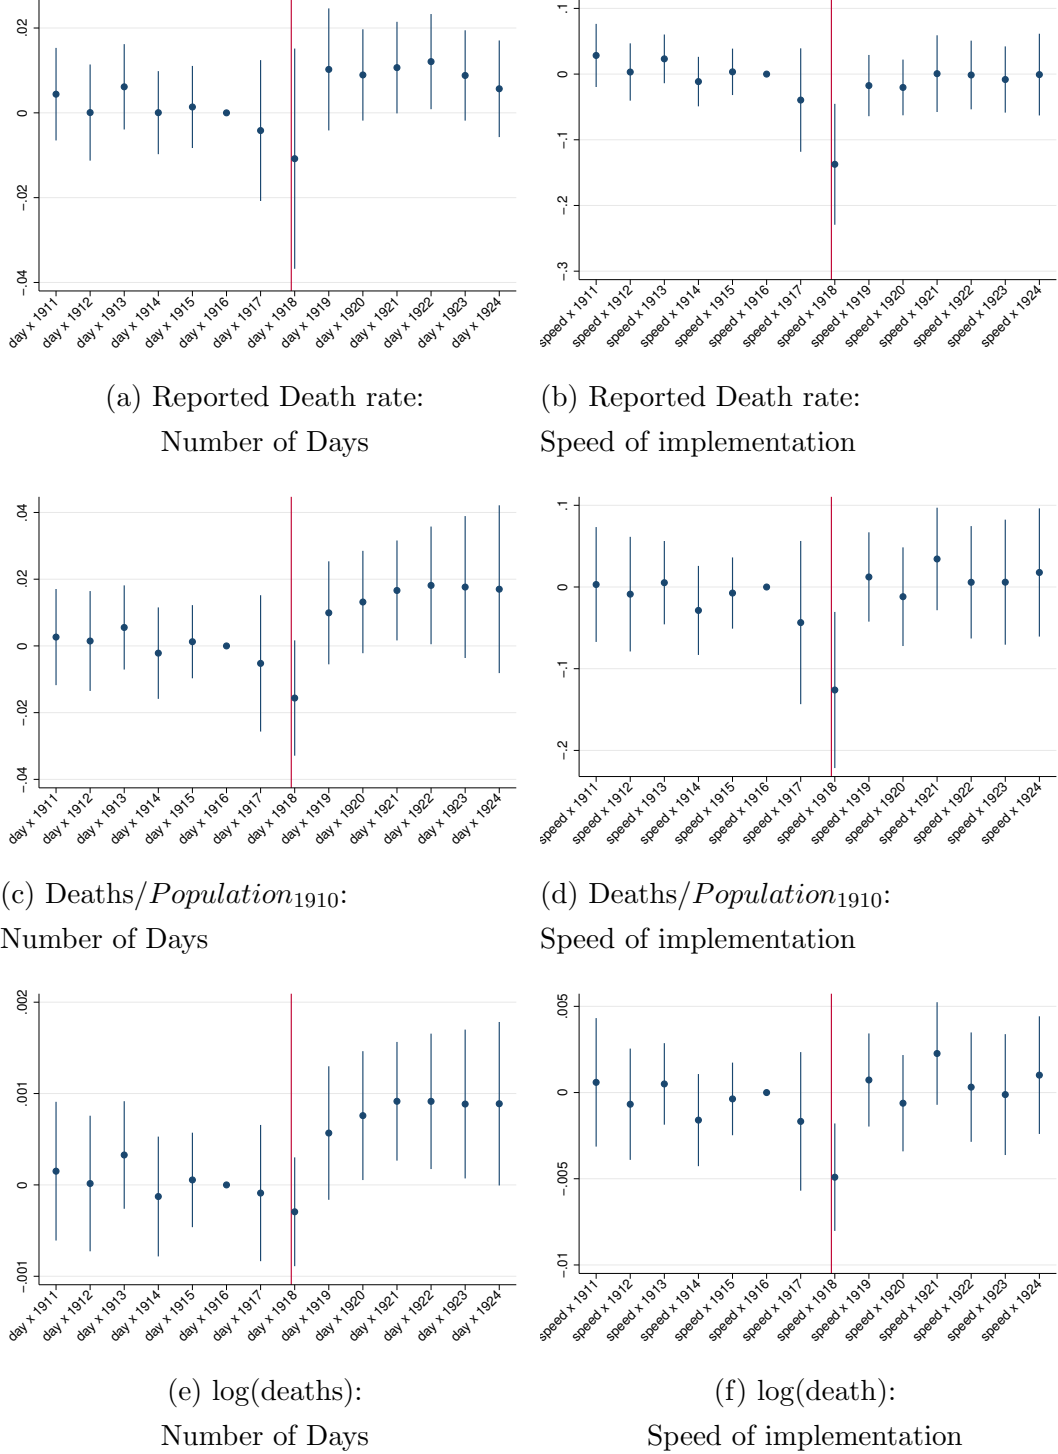 .02
0
-.02
-.04
day x 1911
day x 1912
day x 1913
day x 1914
day x 1915
day x 1916
day x 1917
day x 1918
day x 1919
day x 1920
day x 1921
day x 1922
day x 1923
day x 1924
.1
0
-.1
-.2
-.3
speed x 1911
speed x 1912
speed x 1913
speed x 1914
speed x 1915
speed x 1916
speed x 1917
speed x 1918
speed x 1919
speed x 1920
speed x 1921
speed x 1922
speed x 1923
speed x 1924
(a) Reported Death rate:
Number of Days
(b) Reported Death rate:
Speed of implementation
.04
.02
0
-.02
-.04
day x 1911
day x 1912
day x 1913
day x 1914
day x 1915
day x 1916
day x 1917
day x 1918
day x 1919
day x 1920
day x 1921
day x 1922
day x 1923
day x 1924
.1
0
-.1
-.2
speed x 1911
speed x 1912
speed x 1913
speed x 1914
speed x 1915
speed x 1916
speed x 1917
speed x 1918
speed x 1919
speed x 1920
speed x 1921
speed x 1922
speed x 1923
speed x 1924
(c) Deaths/Population1910:
Number of Days
(d) Deaths/Population1910:
Speed of implementation
.002
.001
0
-.001
day x 1911
day x 1912
day x 1913
day x 1914
day x 1915
day x 1916
day x 1917
day x 1918
day x 1919
day x 1920
day x 1921
day x 1922
day x 1923
day x 1924
.005
0
-.005
-.01
speed x 1911
speed x 1912
speed x 1913
speed x 1914
speed x 1915
speed x 1916
speed x 1917
speed x 1918
speed x 1919
speed x 1920
speed x 1921
speed x 1922
speed x 1923
speed x 1924
(e) log(deaths):
Number of Days
(f) log(death):
Speed of implementation